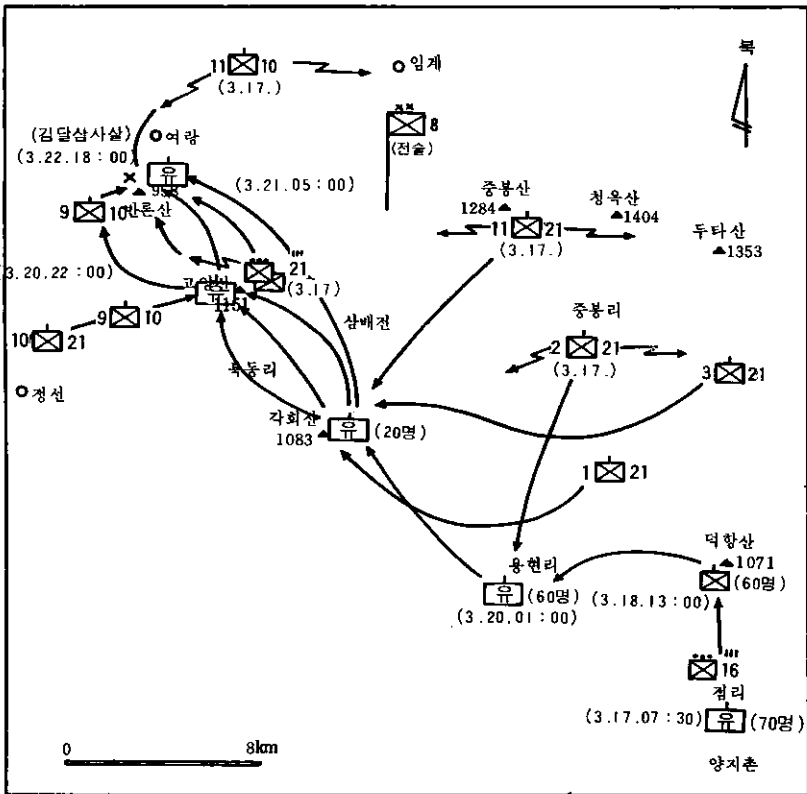 북
11 10
(3.17.)
임계
8
(전술)
(김달삼사살)
여량
(3.22.18：00)
유
(3.21.05：00)
중봉산
1284
청옥산
1404
11 21
(3.17.)
두타산
1353
9 10
반론산
(3.20.22：00)
21
(3.17)
유
1151
9 10
10 21
삼배전
중봉리
2 21
(3.17.)
3 21
정선
각회산
1083
유 (20명)
1 21
용현리
유 (60명)
(3.20.01：00)
덕항산
1071
(60명)
(3.18.13：00)
16
점리
(3.17.07：30)
유 (70명)
양지촌
0 8km